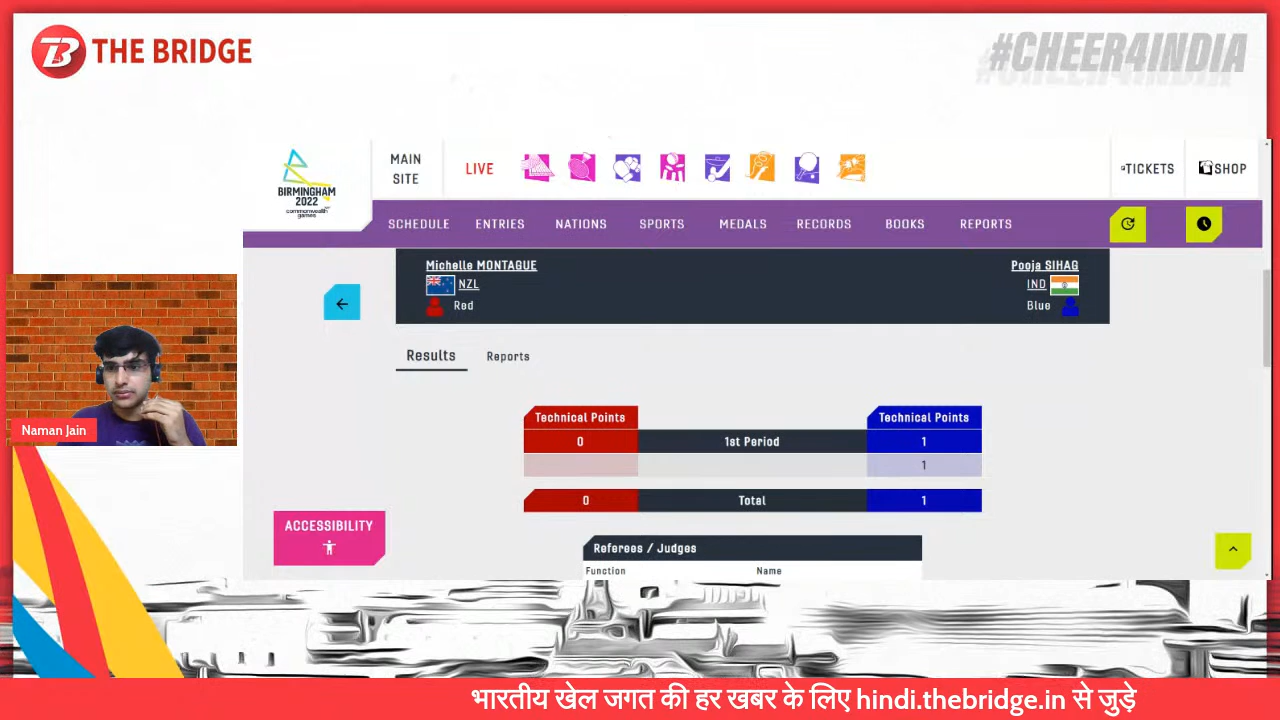 THE BRIDGE
#CHEER4INDIA
BIRMINGHAM
2022
commonwealth
games
MAIN
SITE
LIVE
TICKETS
SHOP
SCHEDULE ENTRIES NATIONS SPORTS MEDALS RECORDS BOOKS REPORTS
Michelle MONTAGUE
NZL
Red
Pooja SIHAG
IND
Blue
Results Reports
Technical Points Technical Points
0 1st Period 1
1
0 Total 1
Referees / Judges
Function Name
ACCESSIBILITY
Naman Jain
भारतीय खेल जगत की हर खबर के लिए hindi.thebridge.in से जुड़े